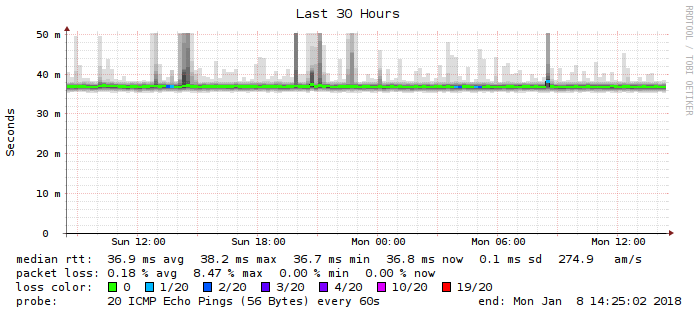 Last 30 Hours
RRDTOOL / TOBI OETIKER
Seconds
50 m
40 m
30 m
20 m
10 m
0
Sun 12:00 Sun 18:00 Mon 00:00 Mon 06:00 Mon 12:00
median rtt: 36.9 ms avg 38.2 ms max 36.7 ms min 36.8 ms now 0.1 ms sd 274.9 am/s
packet loss: 0.18 % avg 8.47 % max 0.00 % min 0.00 % now
loss color: 0 1/20 2/20 3/20 4/20 10/20 19/20
probe: 20 ICMP Echo Pings (56 Bytes) every 60s end: Mon Jan 8 14:25:02 2018